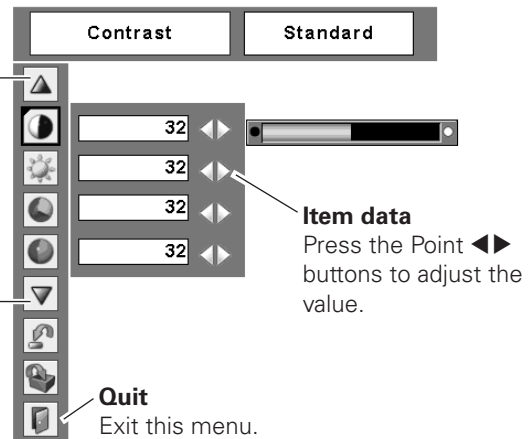 Contrast Standard
32
32
32
32
Item data
Press the Point ◀▶
buttons to adjust the
value.
Quit
Exit this menu.